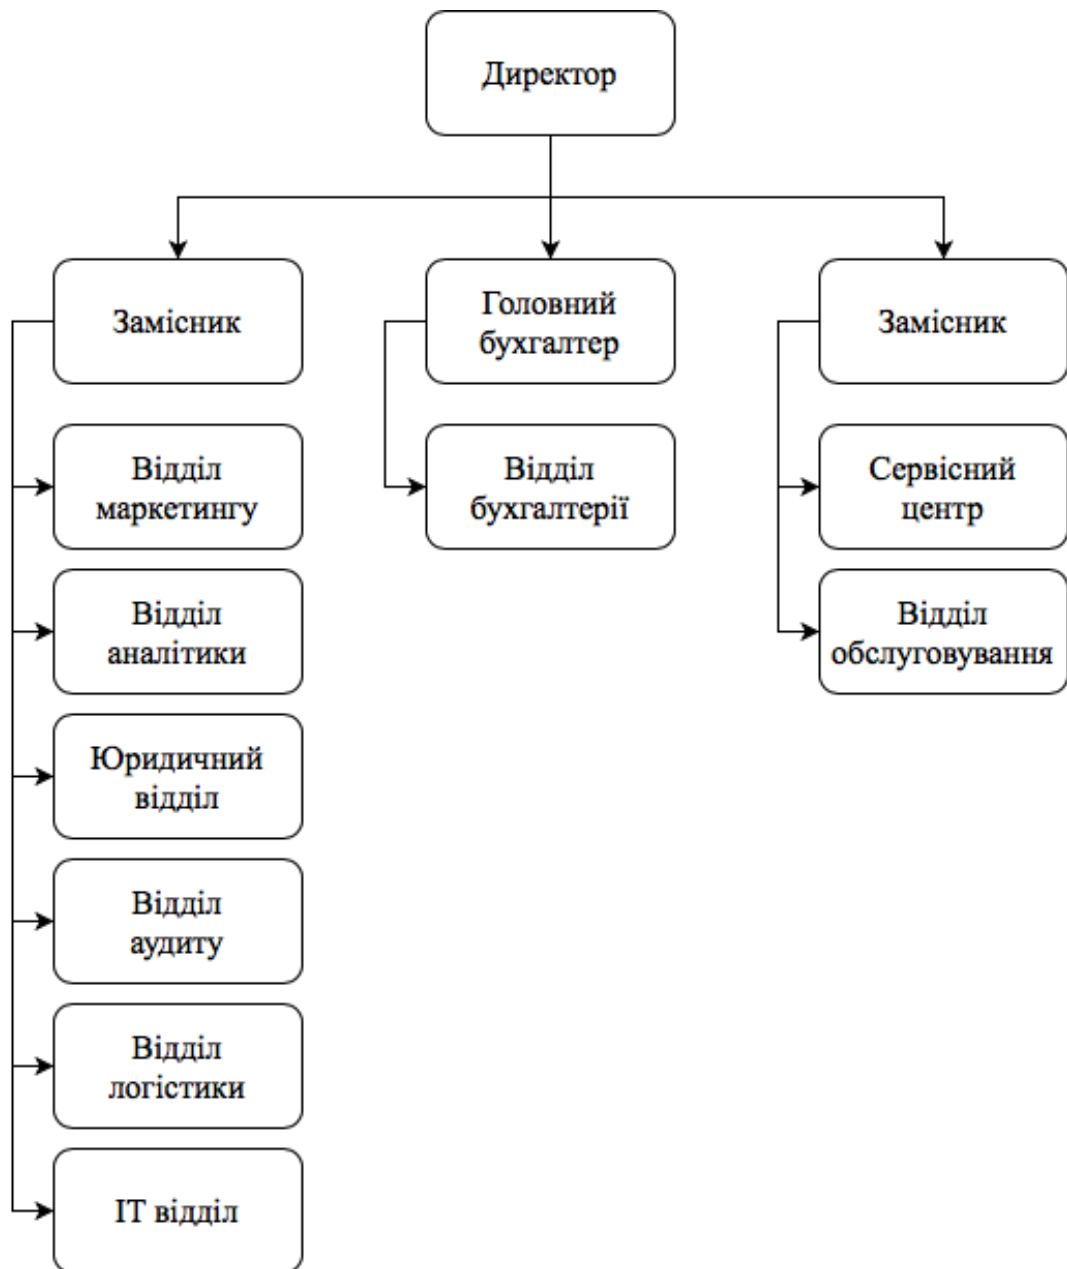 Директор
Замісник
Головний
бухгалтер
Замісник
Відділ
маркетингу
Відділ
бухгалтерії
Сервісний
центр
Відділ
аналітики
Відділ
обслуговування
Юридичний
відділ
Відділ
аудиту
Відділ
логістики
ІТ відділ